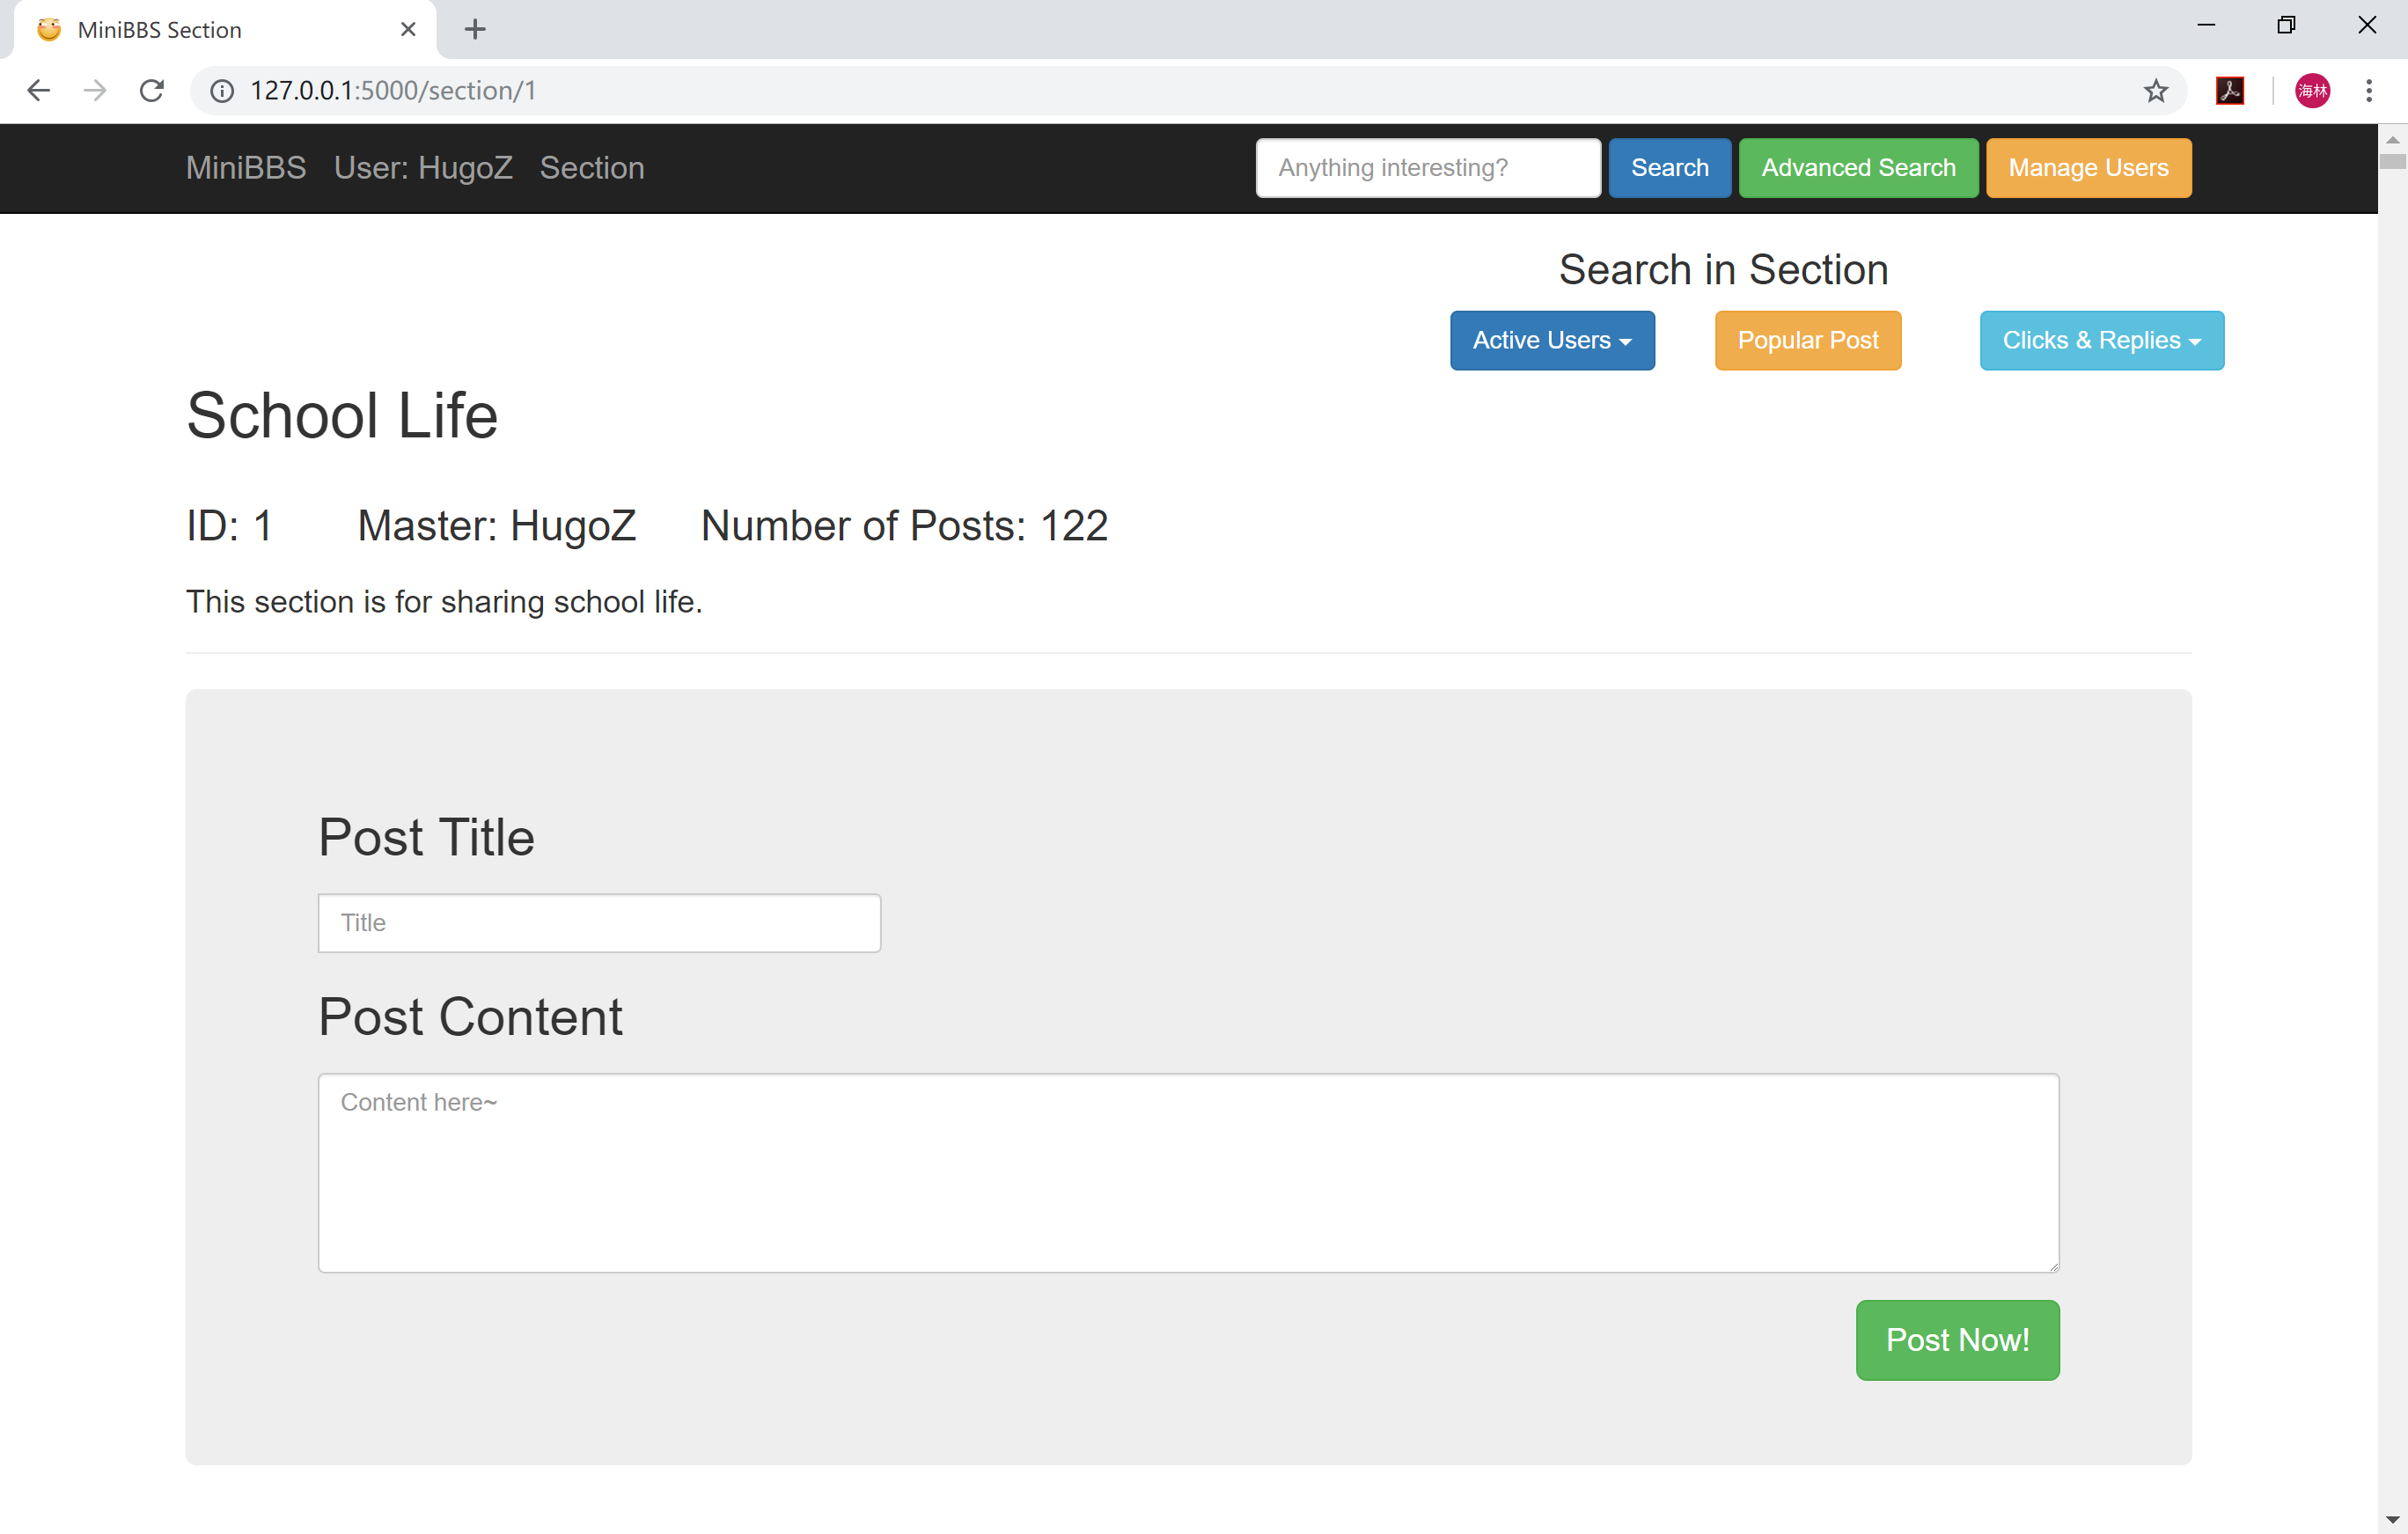 MiniBBS Section
127.0.0.1:5000/section/1
海林
MiniBBS User: HugoZ Section
Anything interesting? Search Advanced Search Manage Users
Search in Section
Active Users Popular Post Clicks & Replies
School Life
ID: 1 Master: HugoZ Number of Posts: 122
This section is for sharing school life.
Post Title
Title
Post Content
Content here~
Post Now!